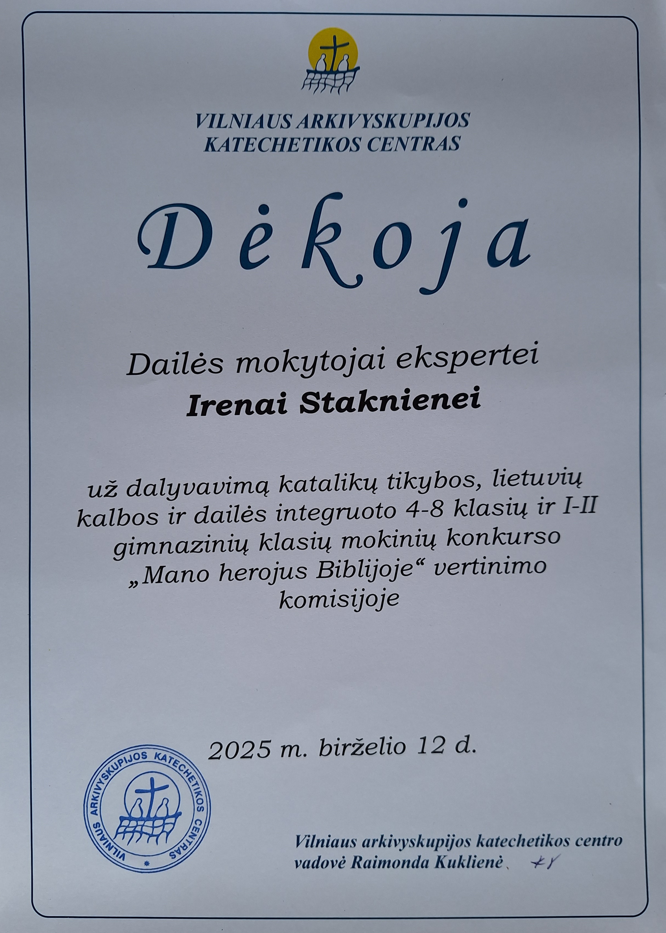 VILNIAUS ARKIVYSKUPIJOS
KATECHETIKOS CENTRAS
Dėkoja
Dailės mokytojai ekspertei
Irenai Staknienei
už dalyvavimą katalikų tikybos, lietuvių
kalbos ir dailės integruoto 4-8 klasių ir I-II
gimnazinių klasių mokinių konkurso
„Mano herojus Biblijoje“ vertinimo
komisijoje
2025 m. birželio 12 d.
VILNIAUS ARKIVYSKUPIJOS KATECHETIKOS CENTRAS
Vilniaus arkivyskupijos katechetikos centro
vadovė Raimonda Kuklienė